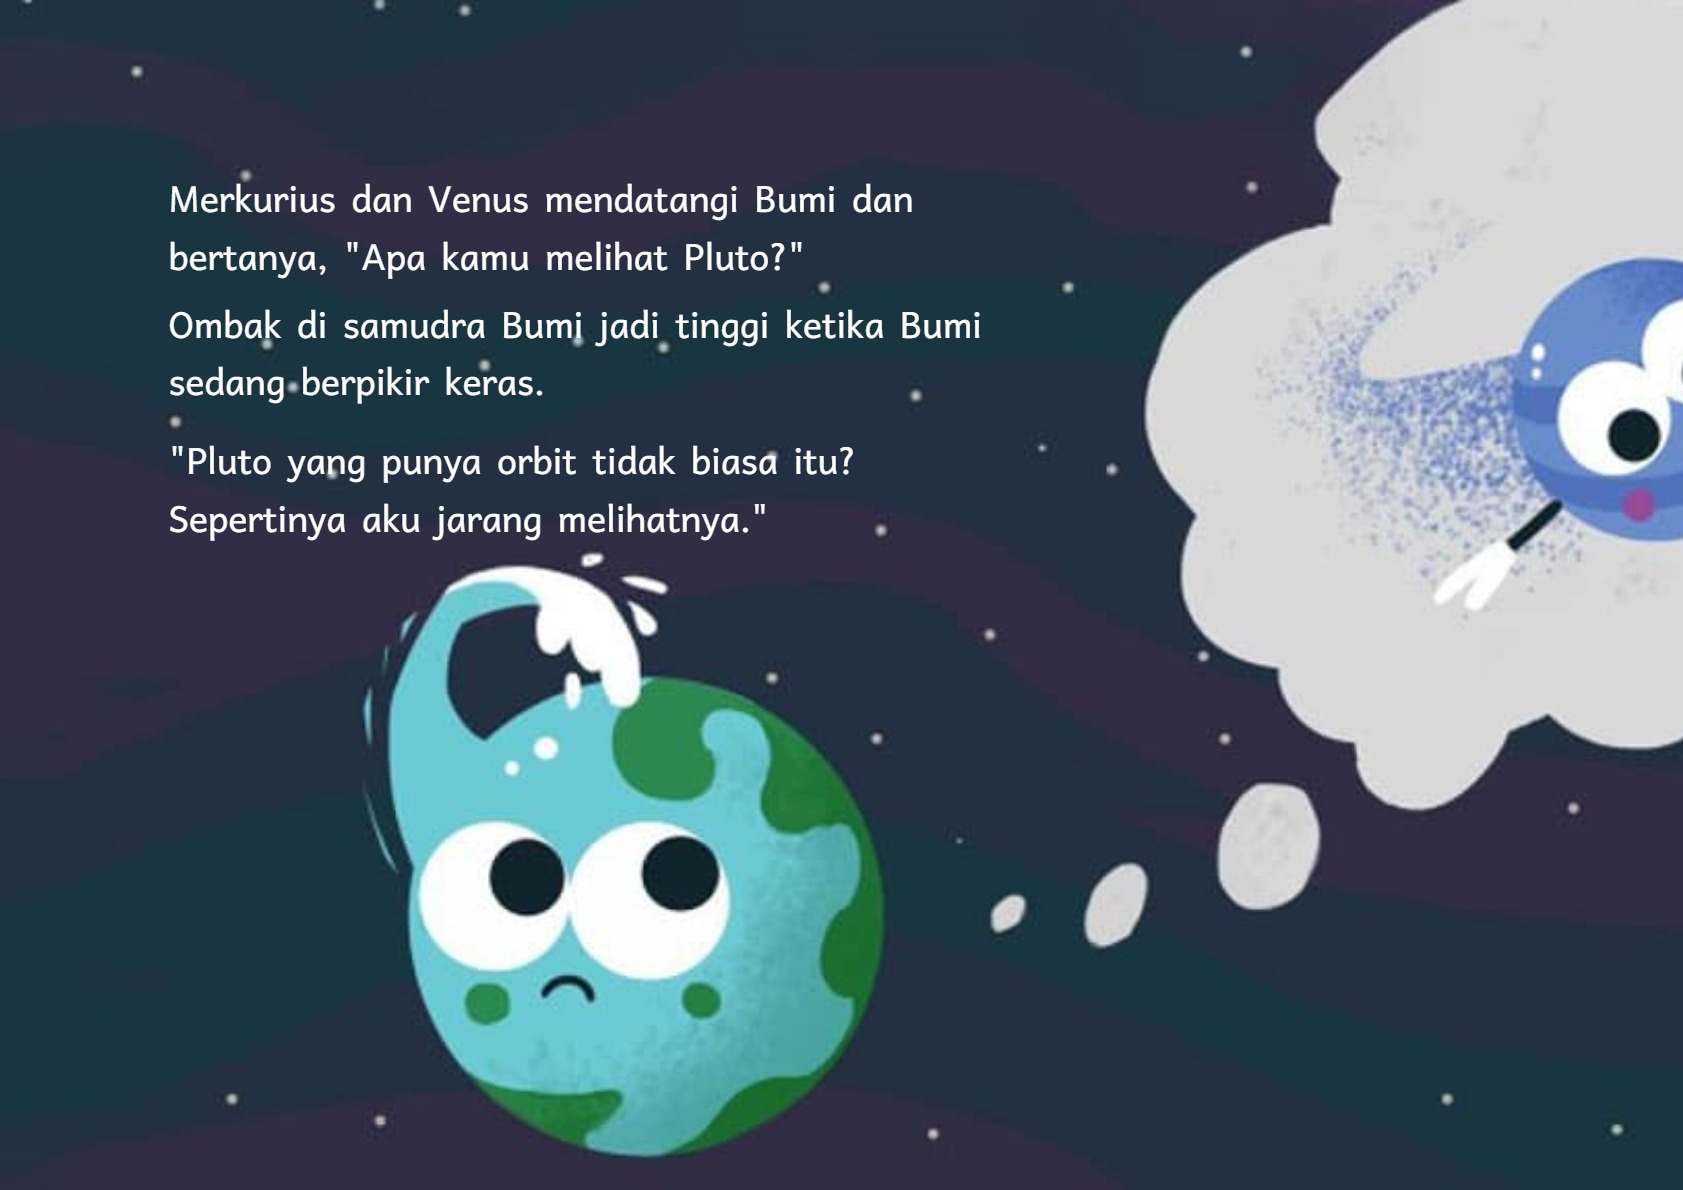 Merkurius dan Venus mendatangi Bumi dan
bertanya, "Apa kamu melihat Pluto?"
Ombak di samudra Bumi jadi tinggi ketika Bumi
sedang berpikir keras.
"Pluto yang punya orbit tidak biasa itu?
Sepertinya aku jarang melihatnya."